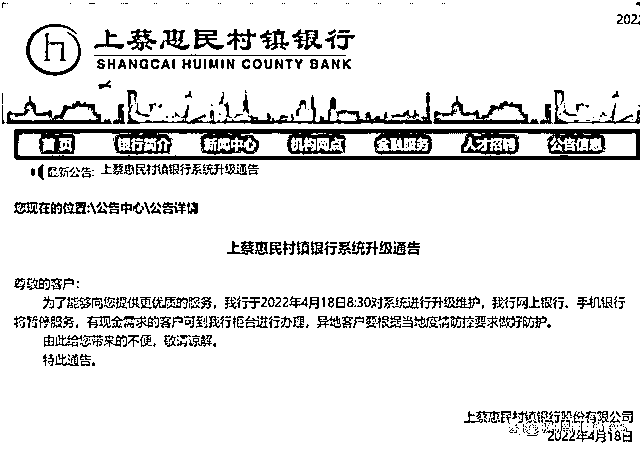 2022
上蔡惠民村镇银行
SHANGCAI HUIMIN COUNTY BANK
首页 银行简介 新闻中心 机构网点 金融服务 人才招聘 公告信息
最新公告: 上蔡惠民村镇银行系统升级通告
您现在的位置:\公告中心\公告详情
上蔡惠民村镇银行系统升级通告
尊敬的客户：
为了能够向您提供更优质的服务，我行于2022年4月18日8:30对系统进行升级维护，我行网上银行、手机银行
将暂停服务，有现金需求的客户可到我行柜台进行办理，异地客户要根据当地疫情防控要求做好防护。
由此给您带来的不便，敬请谅解。
特此通告。
上蔡惠民村镇银行股份有限公司
2022年4月18日